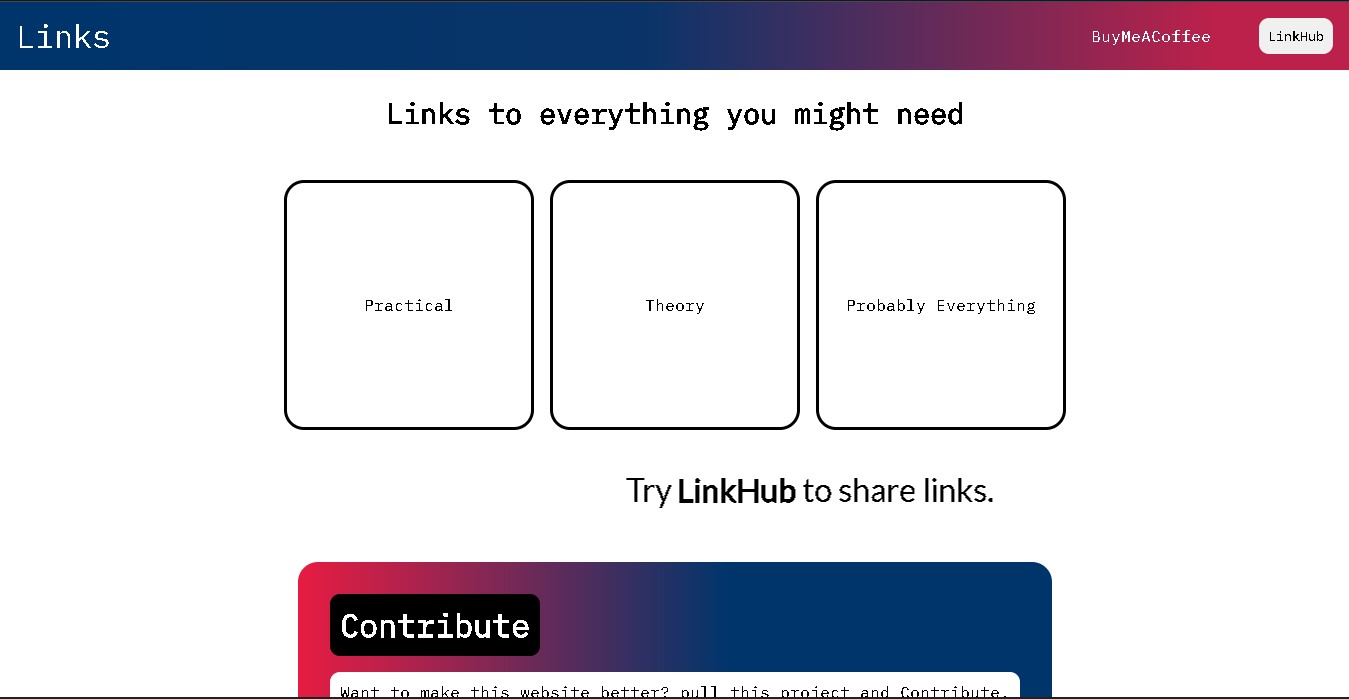 Links
BuyMeACoffee
LinkHub
Links to everything you might need
Practical
Theory
Probably Everything
Try LinkHub to share links.
Contribute
Want to make this website better? pull this project and Contribute.